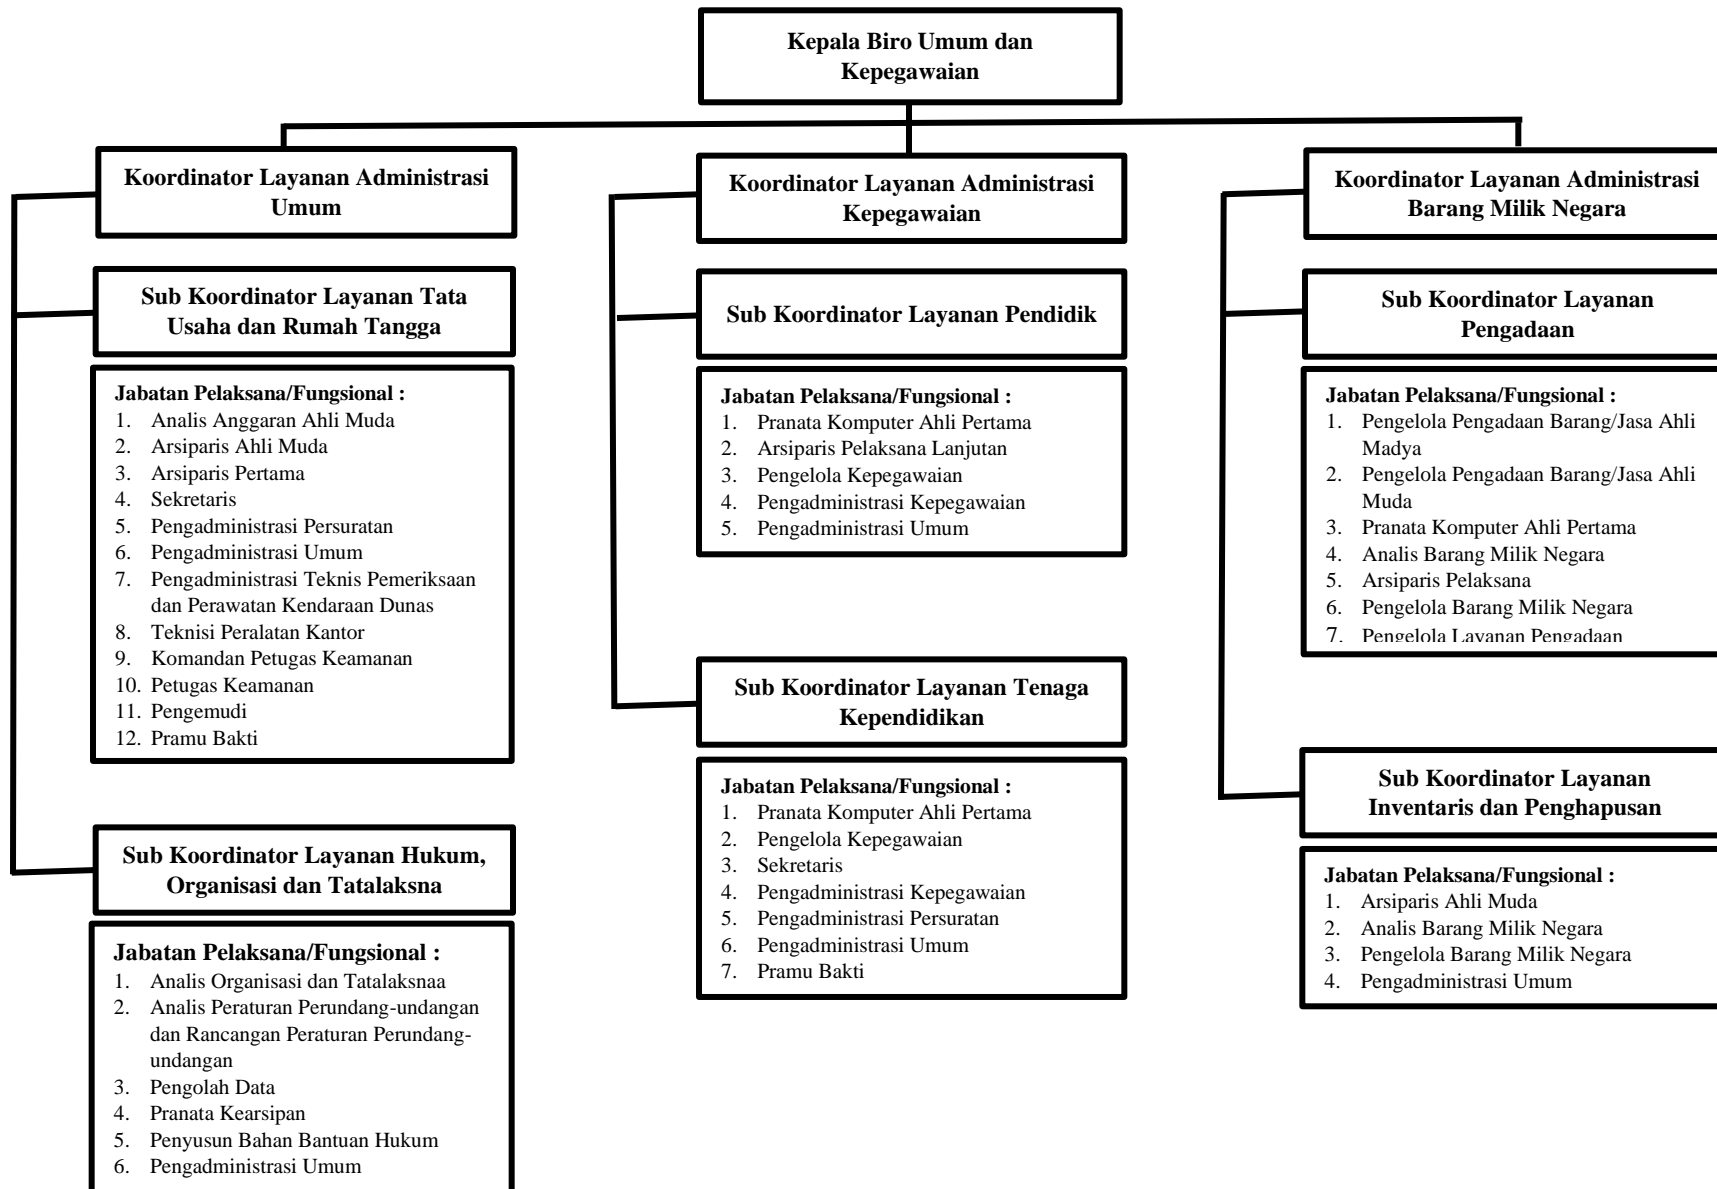 Kepala Biro Umum dan
Kepegawaian
Koordinator Layanan Administrasi
Umum
Sub Koordinator Layanan Tata
Usaha dan Rumah Tangga
Jabatan Pelaksana/Fungsional :
1. Analis Anggaran Ahli Muda
2. Arsiparis Ahli Muda
3. Arsiparis Pertama
4. Sekretaris
5. Pengadministrasi Persuratan
6. Pengadministrasi Umum
7. Pengadministrasi Teknis Pemeriksaan
dan Perawatan Kendaraan Dunas
8. Teknisi Peralatan Kantor
9. Komandan Petugas Keamanan
10. Petugas Keamanan
11. Pengemudi
12. Pramu Bakti
Sub Koordinator Layanan Hukum,
Organisasi dan Tatalaksna
Jabatan Pelaksana/Fungsional :
1. Analis Organisasi dan Tatalaksnaa
2. Analis Peraturan Perundang-undangan
dan Rancangan Peraturan Perundang-
undangan
3. Pengolah Data
4. Pranata Kearsipan
5. Penyusun Bahan Bantuan Hukum
6. Pengadministrasi Umum
Koordinator Layanan Administrasi
Kepegawaian
Sub Koordinator Layanan Pendidik
Jabatan Pelaksana/Fungsional :
1. Pranata Komputer Ahli Pertama
2. Arsiparis Pelaksana Lanjutan
3. Pengelola Kepegawaian
4. Pengadministrasi Kepegawaian
5. Pengadministrasi Umum
Sub Koordinator Layanan Tenaga
Kependidikan
Jabatan Pelaksana/Fungsional :
1. Pranata Komputer Ahli Pertama
2. Pengelola Kepegawaian
3. Sekretaris
4. Pengadministrasi Kepegawaian
5. Pengadministrasi Persuratan
6. Pengadministrasi Umum
7. Pramu Bakti
Koordinator Layanan Administrasi
Barang Milik Negara
Sub Koordinator Layanan
Pengadaan
Jabatan Pelaksana/Fungsional :
1. Pengelola Pengadaan Barang/Jasa Ahli
Madya
2. Pengelola Pengadaan Barang/Jasa Ahli
Muda
3. Pranata Komputer Ahli Pertama
4. Analis Barang Milik Negara
5. Arsiparis Pelaksana
6. Pengelola Barang Milik Negara
7. Pengelola Layanan Pengadaan
Sub Koordinator Layanan
Inventaris dan Penghapusan
Jabatan Pelaksana/Fungsional :
1. Arsiparis Ahli Muda
2. Analis Barang Milik Negara
3. Pengelola Barang Milik Negara
4. Pengadministrasi Umum